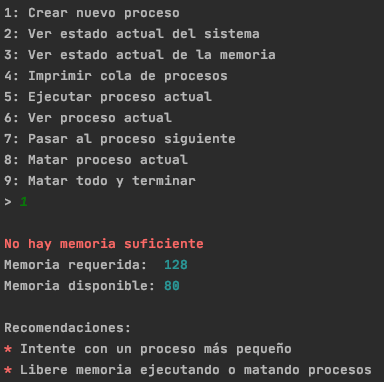 1: Crear nuevo proceso
2: Ver estado actual del sistema
3: Ver estado actual de la memoria
4: Imprimir cola de procesos
5: Ejecutar proceso actual
6: Ver proceso actual
7: Pasar al proceso siguiente
8: Matar proceso actual
9: Matar todo y terminar
> 1
No hay memoria suficiente
Memoria requerida:  128
Memoria disponible: 80
Recomendaciones:
* Intente con un proceso más pequeño
* Libere memoria ejecutando o matando procesos